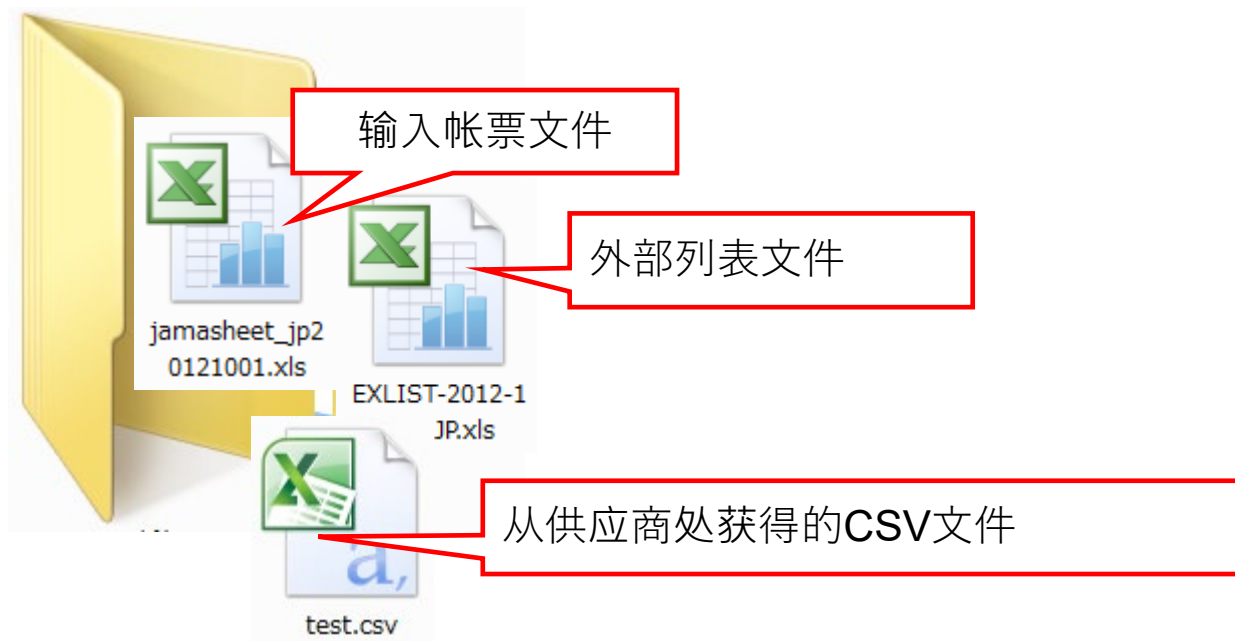 输入帐票文件
jamasheet_jp2
0121001.xls
外部列表文件
EXLIST-2012-1
JP.xls
从供应商处获得的CSV文件
a,
test.csv